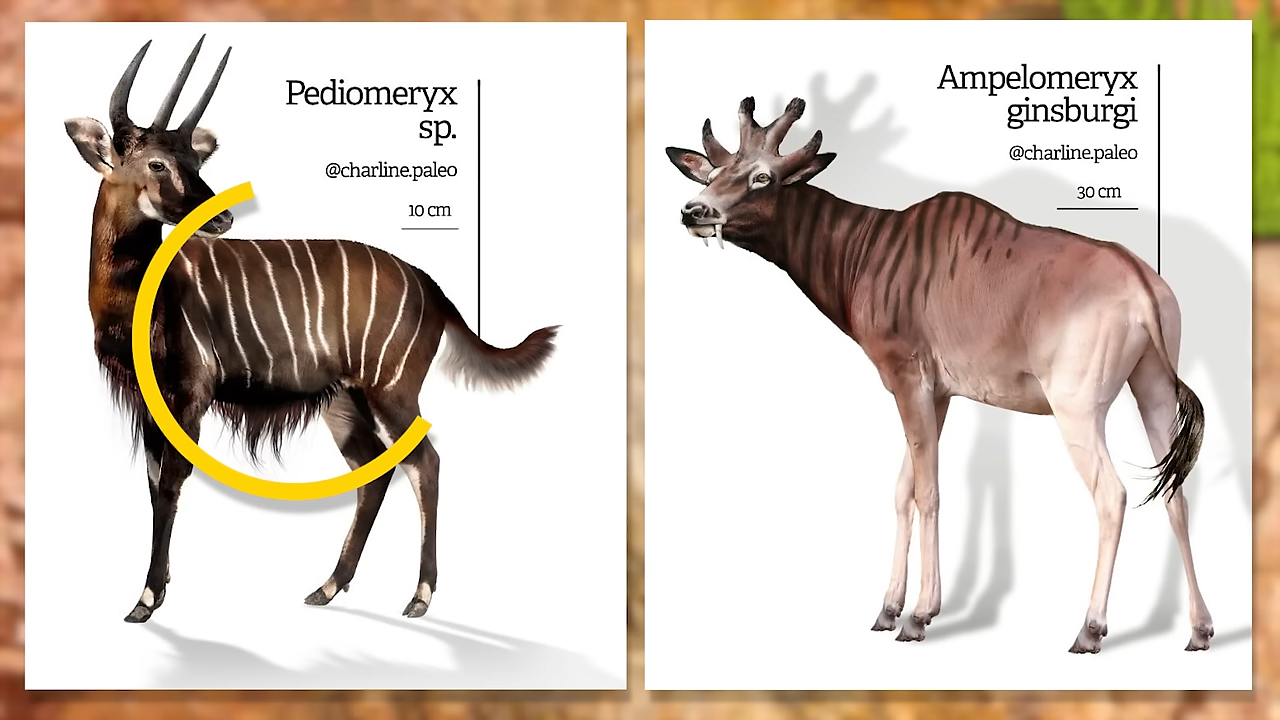 Pediomeryx
sp.
@charline.paleo
10 cm
Ampelomeryx
ginsburgi
@charline.paleo
30 cm